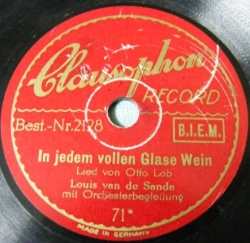 Clausophon
RECORD
Best.-Nr. 2128
B.I.E.M.
In jedem vollen Glase Wein
Lied von Otto Lob
Louis van de Sande
mit Orchesterbegleitung
71*
MADE IN GERMANY